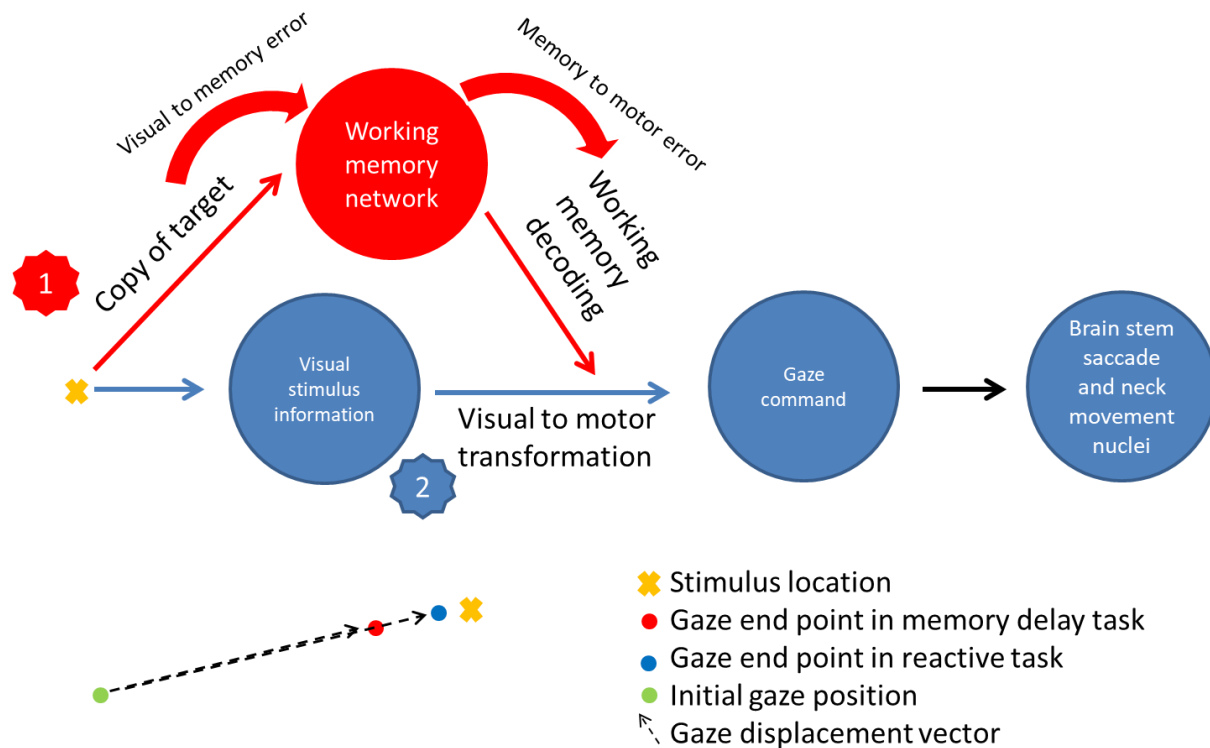 Visual to memory error
Memory to motor error
Working
memory
network
Copy of target
Working
memory
decoding
1
Visual
stimulus
information
Visual to motor
transformation
2
Gaze
command
Brain stem
saccade
and neck
movement
nuclei
Stimulus location
Gaze end point in memory delay task
Gaze end point in reactive task
Initial gaze position
Gaze displacement vector